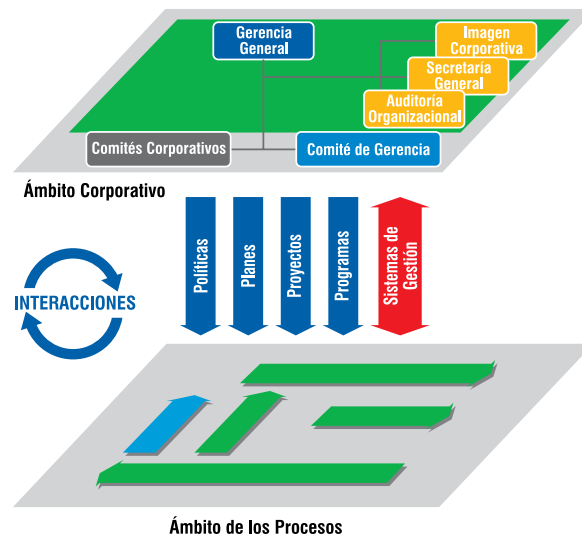 Gerencia
General
Imagen
Corporativa
Secretaría
General
Auditoría
Organizacional
Comités Corporativos
Comité de Gerencia
Ámbito Corporativo
Políticas
Planes
Proyectos
Programas
Sistemas de
Gestión
INTERACCIONES
Ámbito de los Procesos